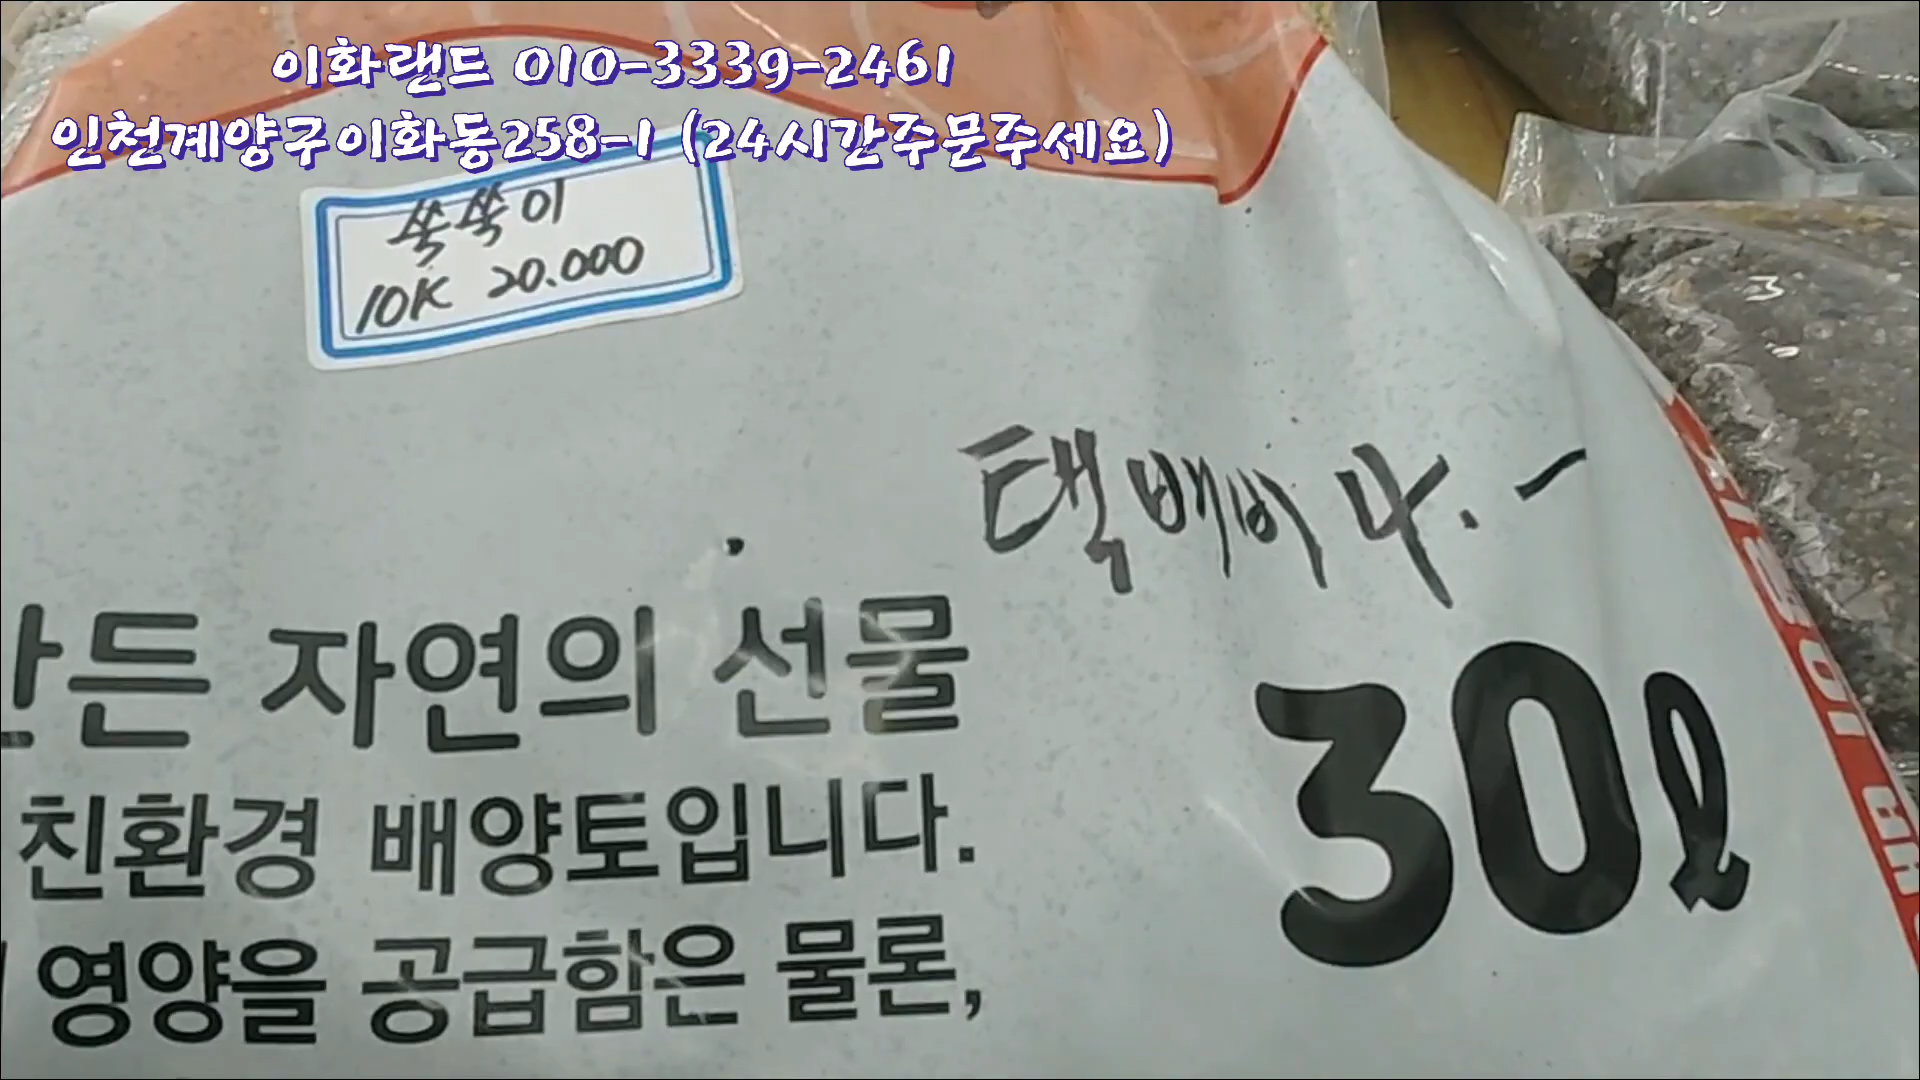 이화랜드 010-3339-2461
인천계양구이화동258-1 (24시간주문주세요)
쑥쑥이
10K 20.000
택배비 4.-
만든 자연의 선물
30ℓ
친환경 배양토입니다.
영양을 공급함은 물론,